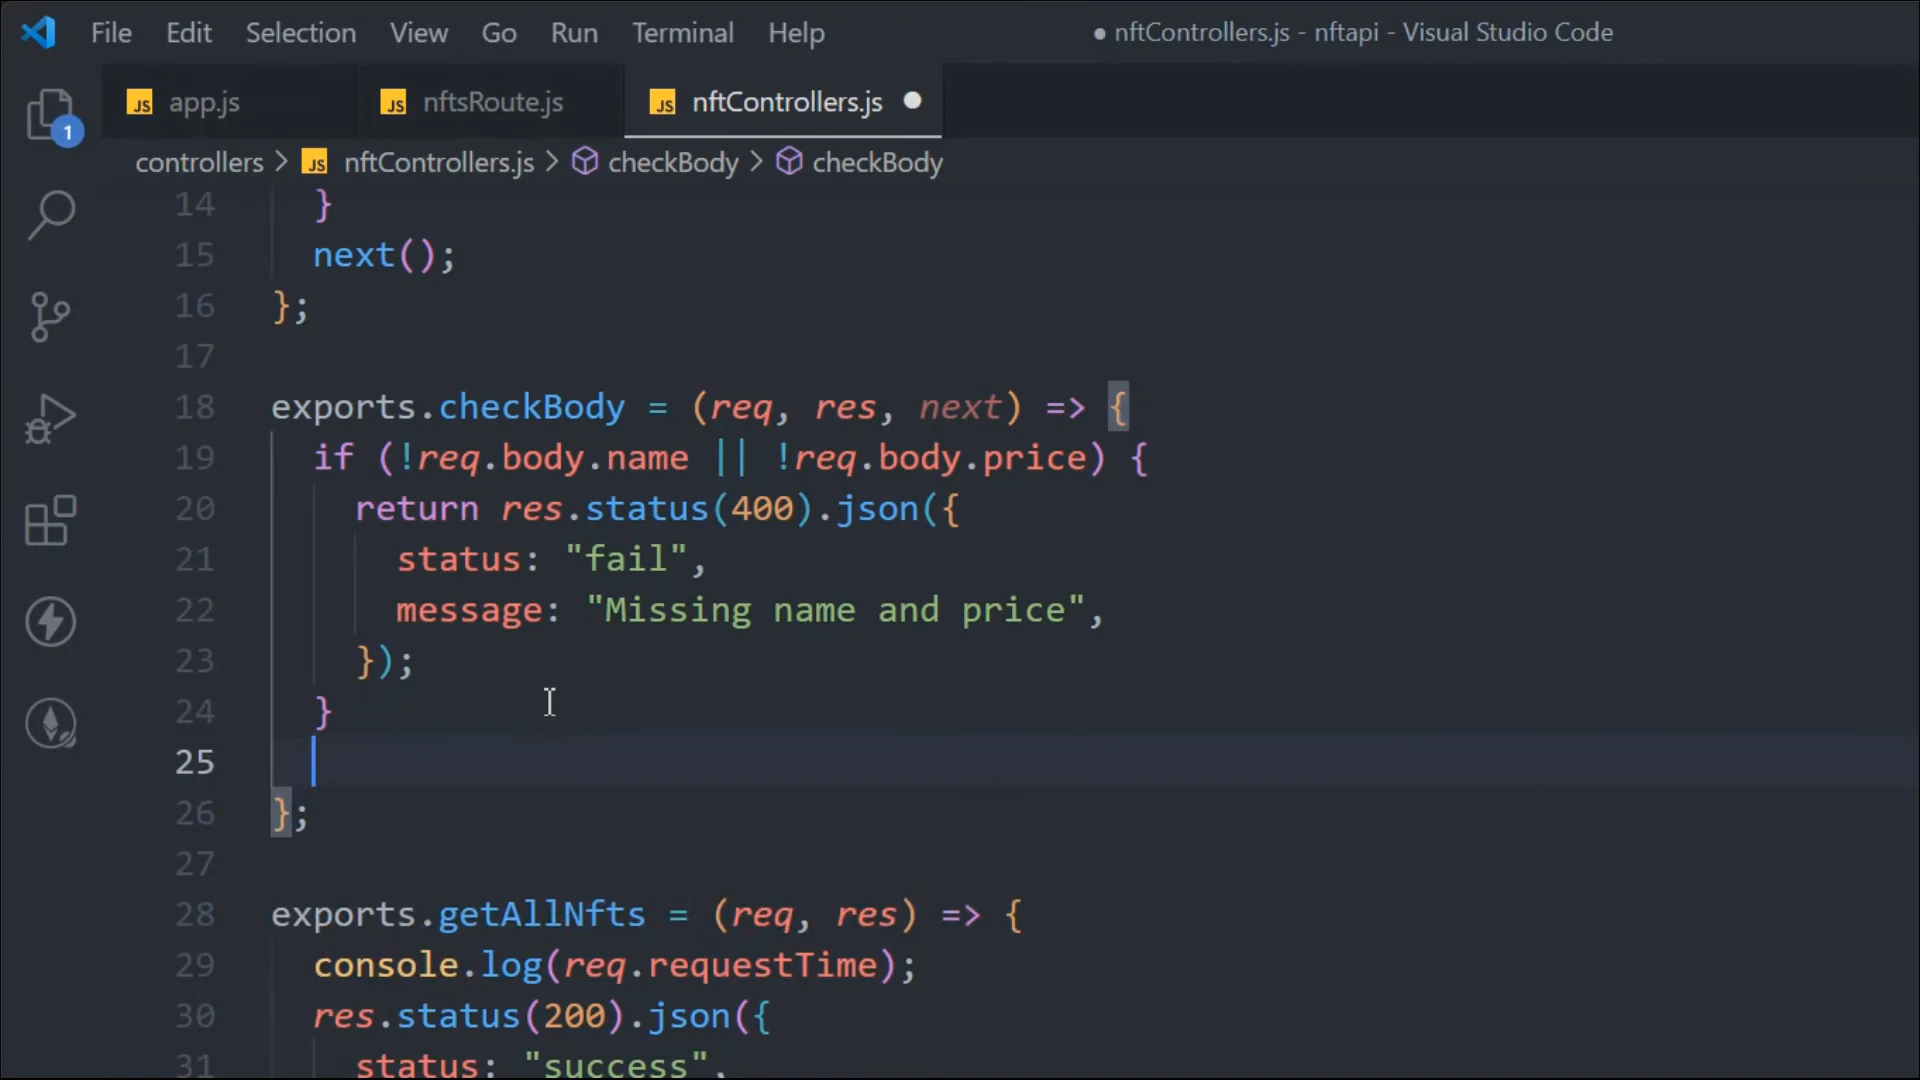 File Edit Selection View Go Run Terminal Help ● nftControllers.js - nftapi - Visual Studio Code
JS app.js JS nftsRoute.js JS nftControllers.js ●
1
controllers > JS nftControllers.js > checkBody > checkBody
14 }
15 next();
16 };
17
18 exports.checkBody = (req, res, next) => {
19 if (!req.body.name || !req.body.price) {
20 return res.status(400).json({
21 status: "fail",
22 message: "Missing name and price",
23 });
24 }
25
26 };
27
28 exports.getAllNfts = (req, res) => {
29 console.log(req.requestTime);
30 res.status(200).json({
31 status: "success",